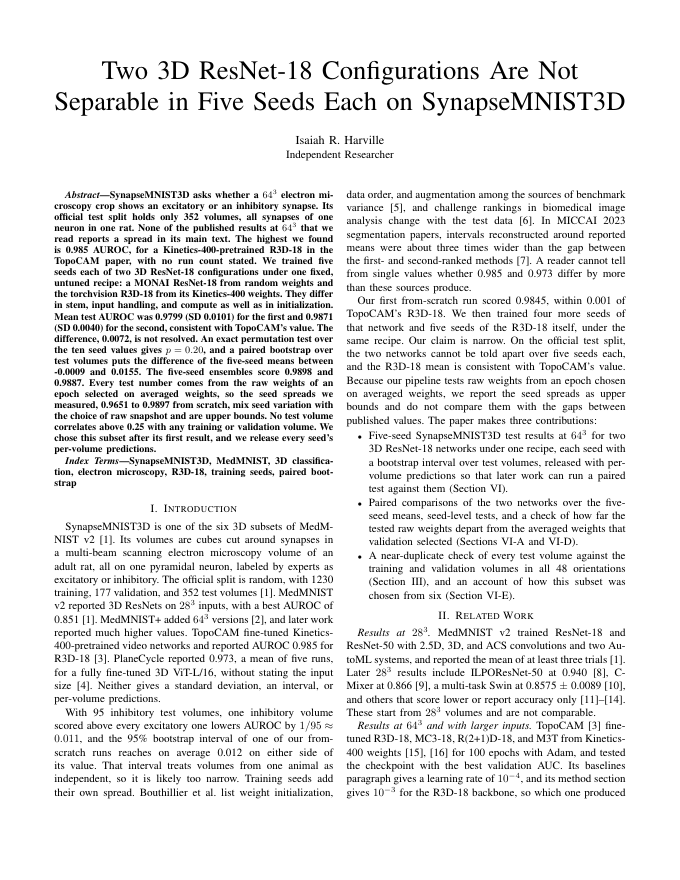 Two 3D ResNet-18 Configurations Are Not
Separable in Five Seeds Each on SynapseMNIST3D
Isaiah R. Harville
Independent Researcher
Abstract—SynapseMNIST3D asks whether a 64³ electron mi-
croscopy crop shows an excitatory or an inhibitory synapse. Its
official test split holds only 352 volumes, all synapses of one
neuron in one rat. None of the published results at 64³ that we
read reports a spread in its main text. The highest we found
is 0.985 AUROC, for a Kinetics-400-pretrained R3D-18 in the
TopoCAM paper, with no run count stated. We trained five
seeds each of two 3D ResNet-18 configurations under one fixed,
untuned recipe: a MONAI ResNet-18 from random weights and
the torchvision R3D-18 from its Kinetics-400 weights. They differ
in stem, input handling, and compute as well as in initialization.
Mean test AUROC was 0.9799 (SD 0.0101) for the first and 0.9871
(SD 0.0040) for the second, consistent with TopoCAM's value. The
difference, 0.0072, is not resolved. An exact permutation test over
the ten seed values gives p = 0.20, and a paired bootstrap over
test volumes puts the difference of the five-seed means between
-0.0009 and 0.0155. The five-seed ensembles score 0.9898 and
0.9887. Every test number comes from the raw weights of an
epoch selected on averaged weights, so the seed spreads we
measured, 0.9651 to 0.9897 from scratch, mix seed variation with
the choice of raw snapshot and are upper bounds. No test volume
correlates above 0.25 with any training or validation volume. We
chose this subset after its first result, and we release every seed's
per-volume predictions.
Index Terms—SynapseMNIST3D, MedMNIST, 3D classifica-
tion, electron microscopy, R3D-18, training seeds, paired boot-
strap
I. INTRODUCTION
SynapseMNIST3D is one of the six 3D subsets of MedM-
NIST v2 [1]. Its volumes are cubes cut around synapses in
a multi-beam scanning electron microscopy volume of an
adult rat, all on one pyramidal neuron, labeled by experts as
excitatory or inhibitory. The official split is random, with 1230
training, 177 validation, and 352 test volumes [1]. MedMNIST
v2 reported 3D ResNets on 28³ inputs, with a best AUROC of
0.851 [1]. MedMNIST+ added 64³ versions [2], and later work
reported much higher values. TopoCAM fine-tuned Kinetics-
400-pretrained video networks and reported AUROC 0.985 for
R3D-18 [3]. PlaneCycle reported 0.973, a mean of five runs,
for a fully fine-tuned 3D ViT-L/16, without stating the input
size [4]. Neither gives a standard deviation, an interval, or
per-volume predictions.
With 95 inhibitory test volumes, one inhibitory volume
scored above every excitatory one lowers AUROC by 1/95 ≈
0.011, and the 95% bootstrap interval of one of our from-
scratch runs reaches on average 0.012 on either side of
its value. That interval treats volumes from one animal as
independent, so it is likely too narrow. Training seeds add
their own spread. Bouthillier et al. list weight initialization,
data order, and augmentation among the sources of benchmark
variance [5], and challenge rankings in biomedical image
analysis change with the test data [6]. In MICCAI 2023
segmentation papers, intervals reconstructed around reported
means were about three times wider than the gap between
the first- and second-ranked methods [7]. A reader cannot tell
from single values whether 0.985 and 0.973 differ by more
than these sources produce.
Our first from-scratch run scored 0.9845, within 0.001 of
TopoCAM's R3D-18. We then trained four more seeds of
that network and five seeds of the R3D-18 itself, under the
same recipe. Our claim is narrow. On the official test split,
the two networks cannot be told apart over five seeds each,
and the R3D-18 mean is consistent with TopoCAM's value.
Because our pipeline tests raw weights from an epoch chosen
on averaged weights, we report the seed spreads as upper
bounds and do not compare them with the gaps between
published values. The paper makes three contributions:
• Five-seed SynapseMNIST3D test results at 64³ for two
3D ResNet-18 networks under one recipe, each seed with
a bootstrap interval over test volumes, released with per-
volume predictions so that later work can run a paired
test against them (Section VI).
• Paired comparisons of the two networks over the five-
seed means, seed-level tests, and a check of how far the
tested raw weights depart from the averaged weights that
validation selected (Sections VI-A and VI-D).
• A near-duplicate check of every test volume against the
training and validation volumes in all 48 orientations
(Section III), and an account of how this subset was
chosen from six (Section VI-E).
II. RELATED WORK
Results at 28³. MedMNIST v2 trained ResNet-18 and
ResNet-50 with 2.5D, 3D, and ACS convolutions and two Au-
toML systems, and reported the mean of at least three trials [1].
Later 28³ results include ILPOResNet-50 at 0.940 [8], C-
Mixer at 0.866 [9], a multi-task Swin at 0.8575 ± 0.0089 [10],
and others that score lower or report accuracy only [11]–[14].
These start from 28³ volumes and are not comparable.
Results at 64³ and with larger inputs. TopoCAM [3] fine-
tuned R3D-18, MC3-18, R(2+1)D-18, and M3T from Kinetics-
400 weights [15], [16] for 100 epochs with Adam, and tested
the checkpoint with the best validation AUC. Its baselines
paragraph gives a learning rate of 10⁻⁴, and its method section
gives 10⁻³ for the R3D-18 backbone, so which one produced